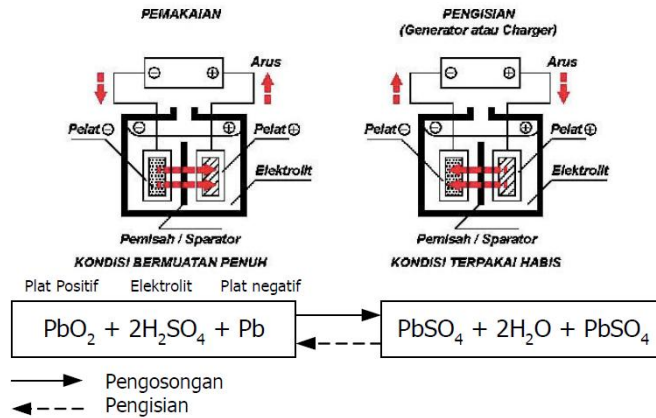 PEMAKAIAN
Arus
Pelat ⊖
Pelat ⊕
Elektrolit
Pemisah / Sparator
KONDISI BERMUATAN PENUH
PENGISIAN
(Generator atau Charger)
Arus
Pelat ⊖
Pelat ⊕
Elektrolit
Pemisah / Sparator
KONDISI TERPAKAI HABIS
Plat Positif Elektrolit Plat negatif
PbO₂ + 2H₂SO₄ + Pb
PbSO₄ + 2H₂O + PbSO₄
Pengosongan
Pengisian